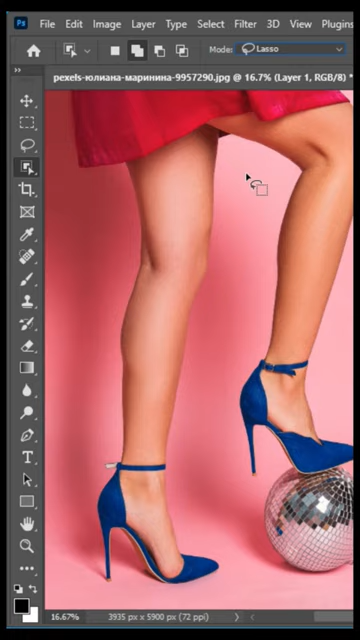 Ps File Edit Image Layer Type Select Filter 3D View Plugins
Mode: Lasso
pexels-юлиана-маринина-9957290.jpg @ 16.7% (Layer 1, RGB/8) *
T
16.67% 3935 px x 5900 px (72 ppi)